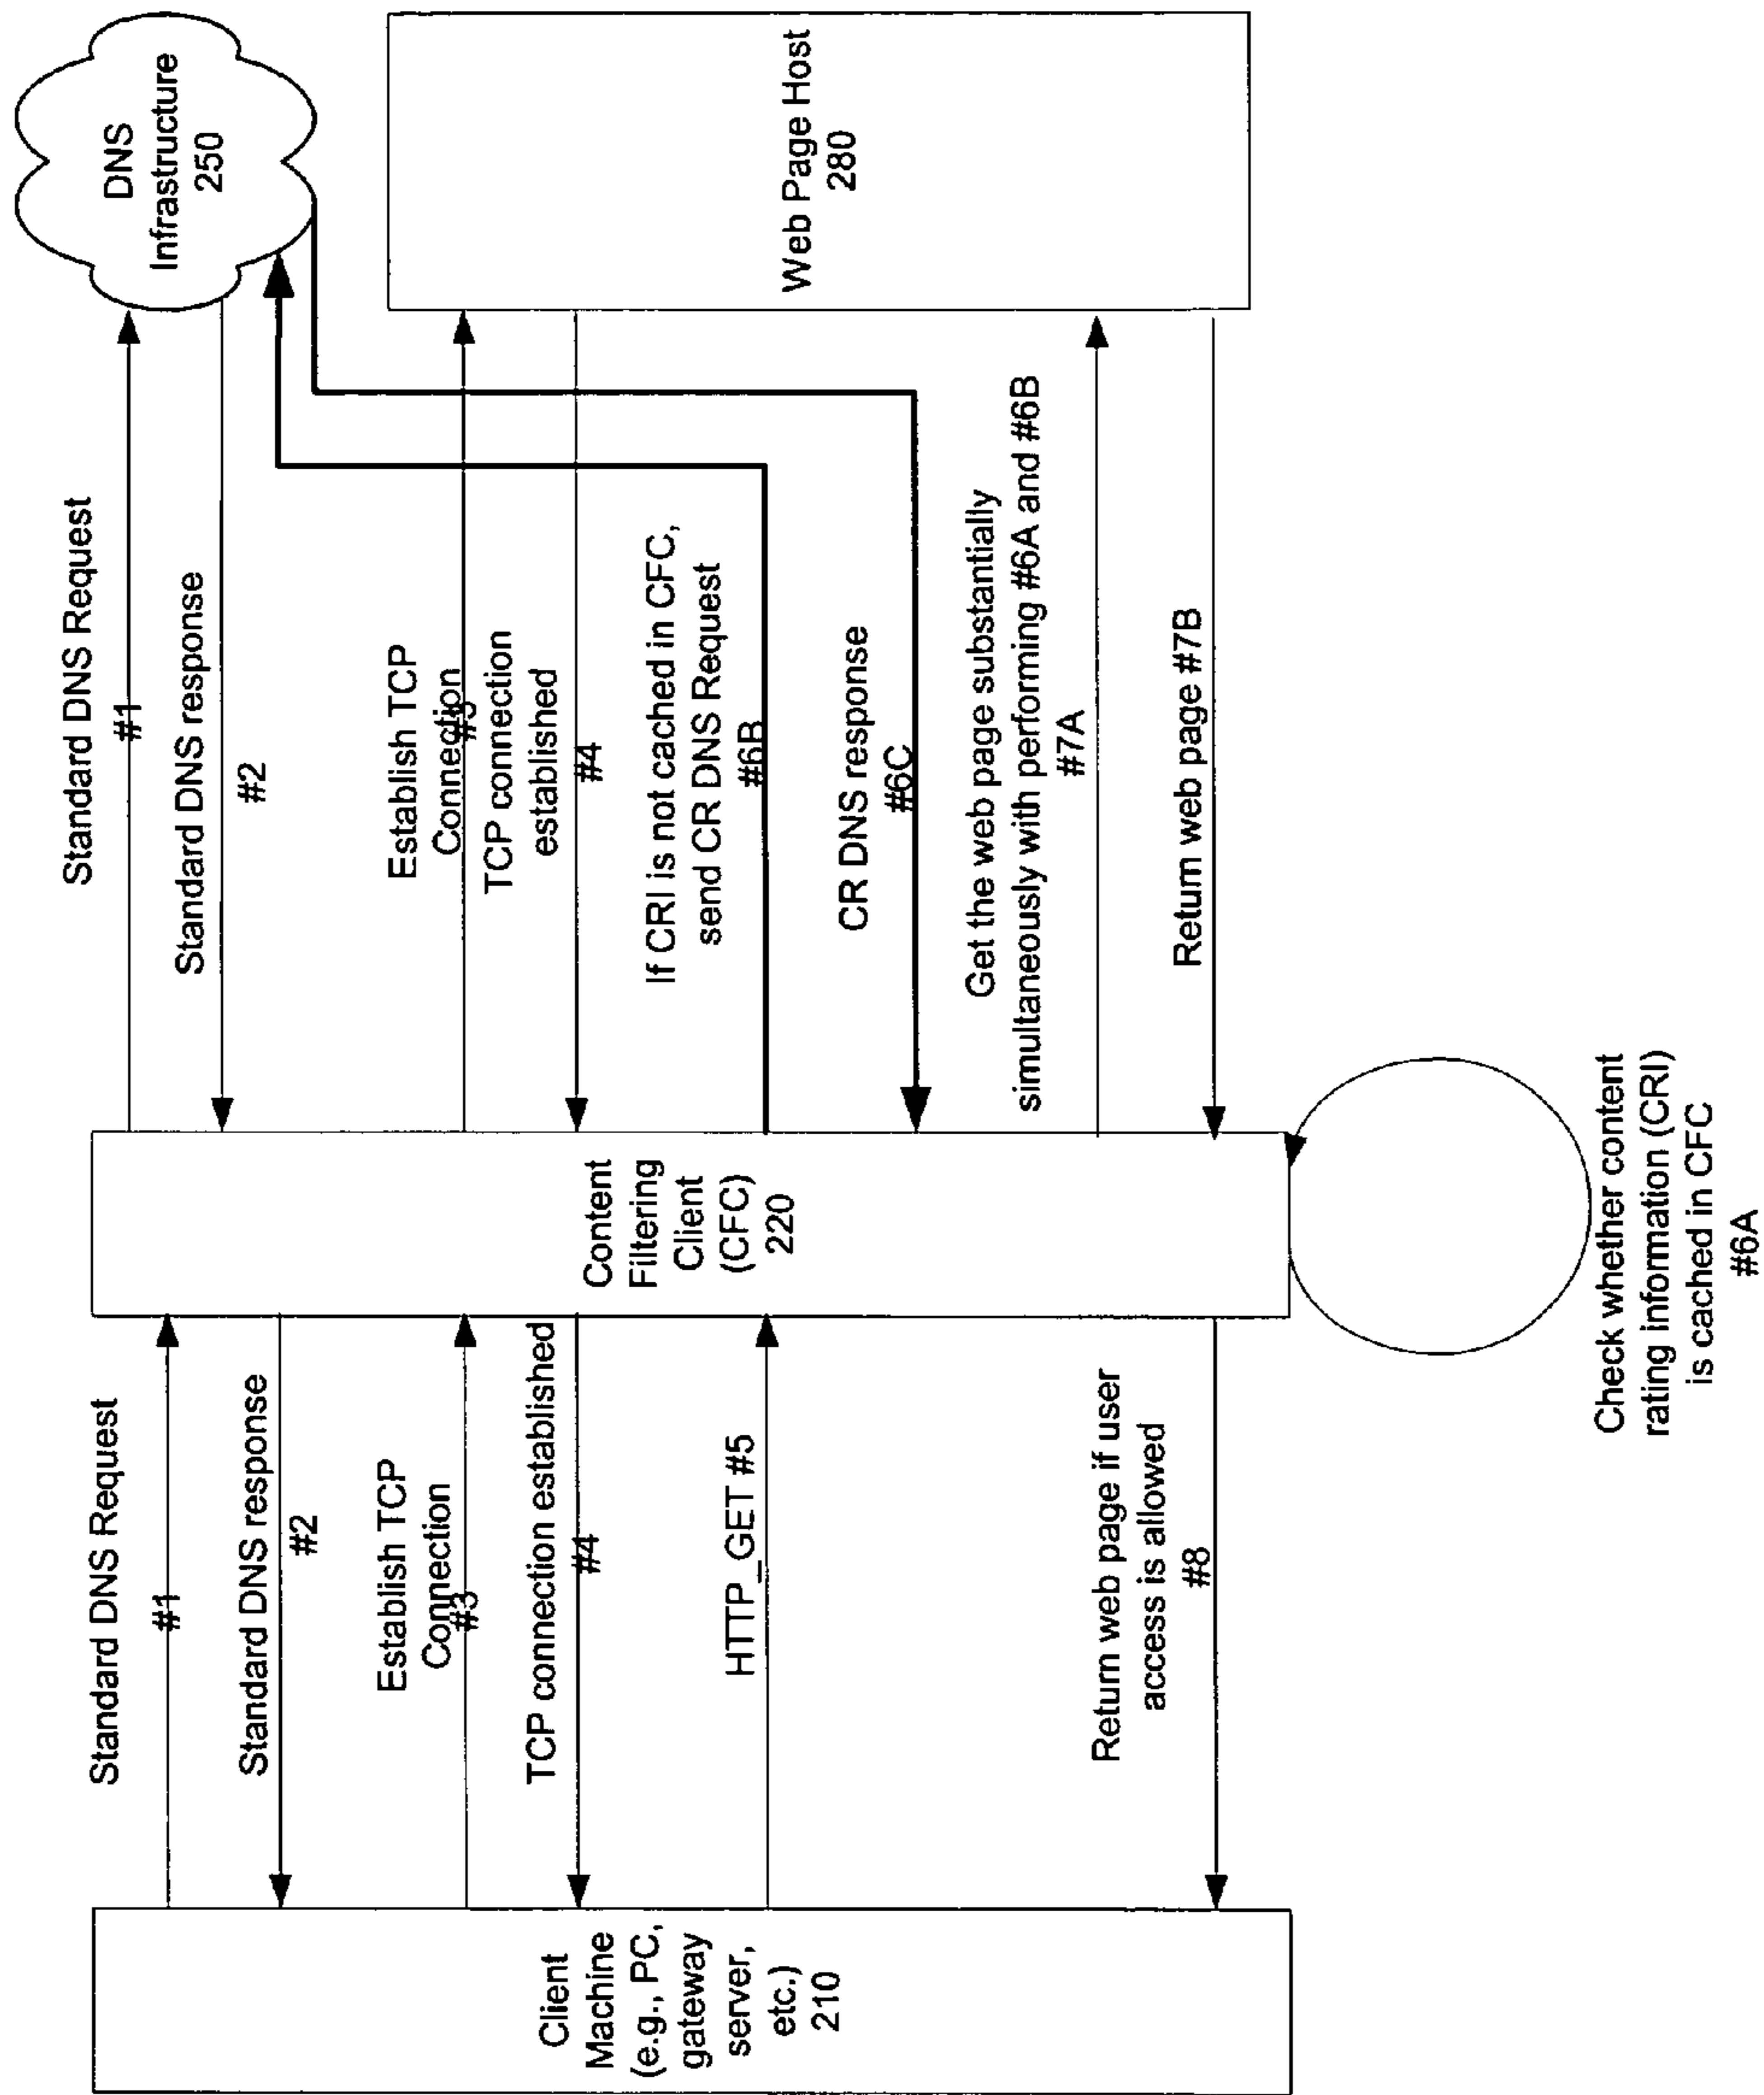 Client
Machine
(e.g., PC,
gateway
server,
etc.)
210
Standard DNS Request
#1
Standard DNS response
#2
Establish TCP
Connection
#3
TCP connection established
#4
HTTP_GET #5
Return web page if user
access is allowed
#8
Content
Filtering
Client
(CFC)
220
Check whether content
rating information (CRI)
is cached in CFC
#6A
Standard DNS Request
#1
Standard DNS response
#2
Establish TCP
Connection
#3
TCP connection
established
#4
If CRI is not cached in CFC,
send CR DNS Request
#6B
CR DNS response
#6C
Get the web page substantially
simultaneously with performing #6A and #6B
#7A
Return web page #7B
DNS
Infrastructure
250
Web Page Host
280